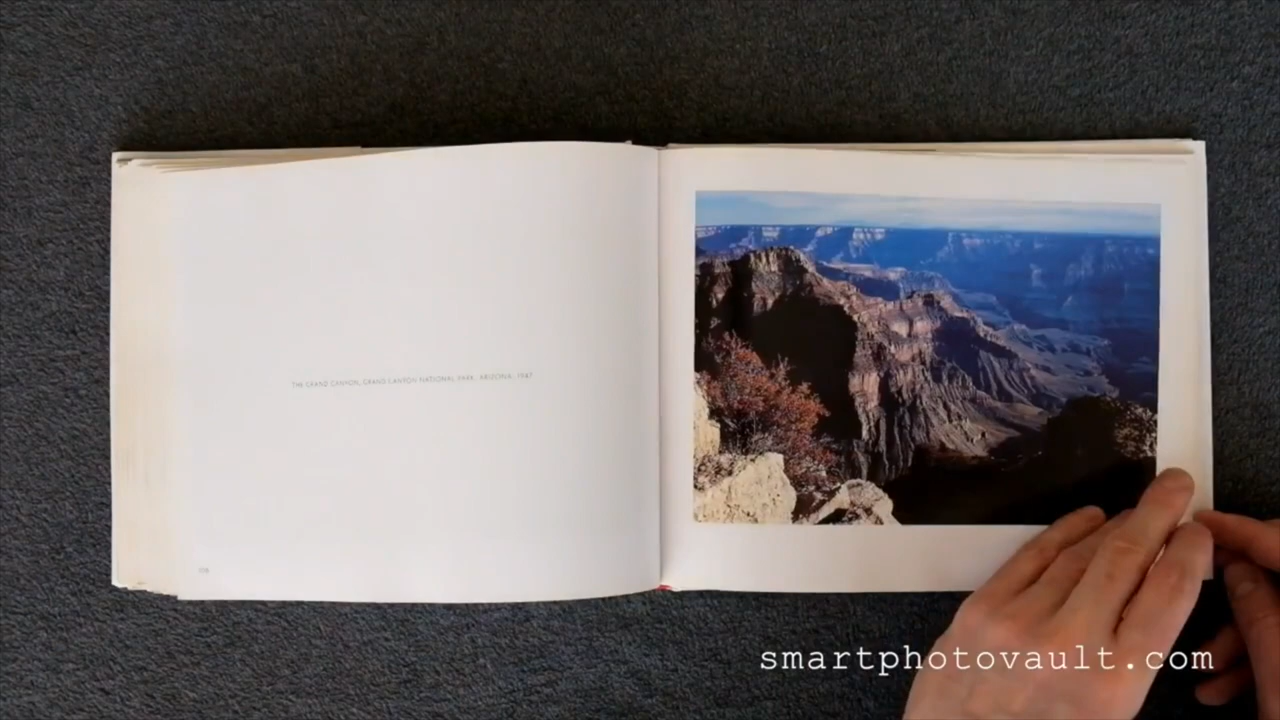 THE GRAND CANYON, GRAND CANYON NATIONAL PARK, ARIZONA, 1947
smartphotovault.com